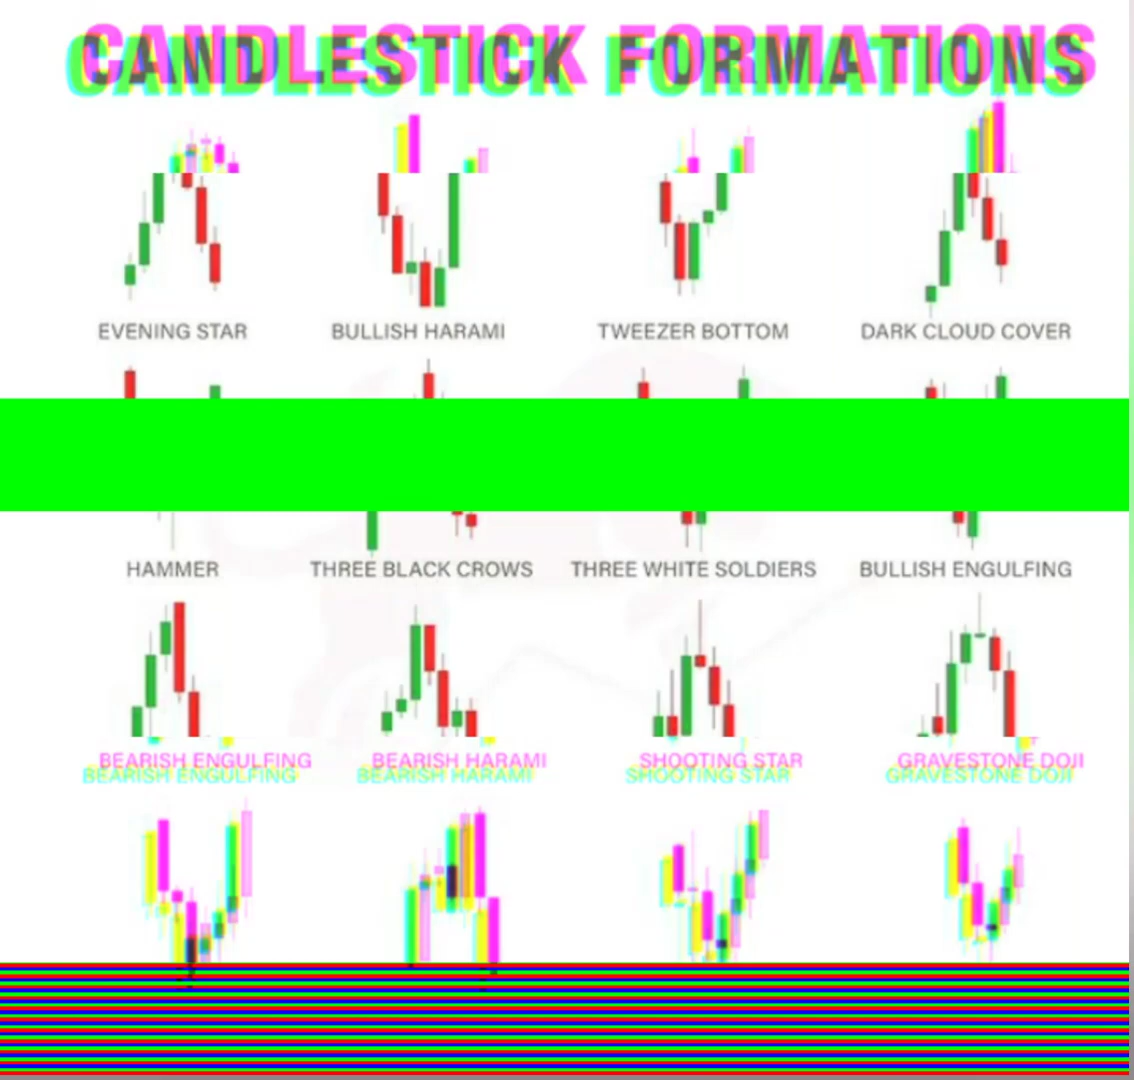 CANDLESTICK FORMATIONS
EVENING STAR BULLISH HARAMI TWEEZER BOTTOM DARK CLOUD COVER
HAMMER THREE BLACK CROWS THREE WHITE SOLDIERS BULLISH ENGULFING
BEARISH ENGULFING BEARISH HARAMI SHOOTING STAR GRAVESTONE DOJI